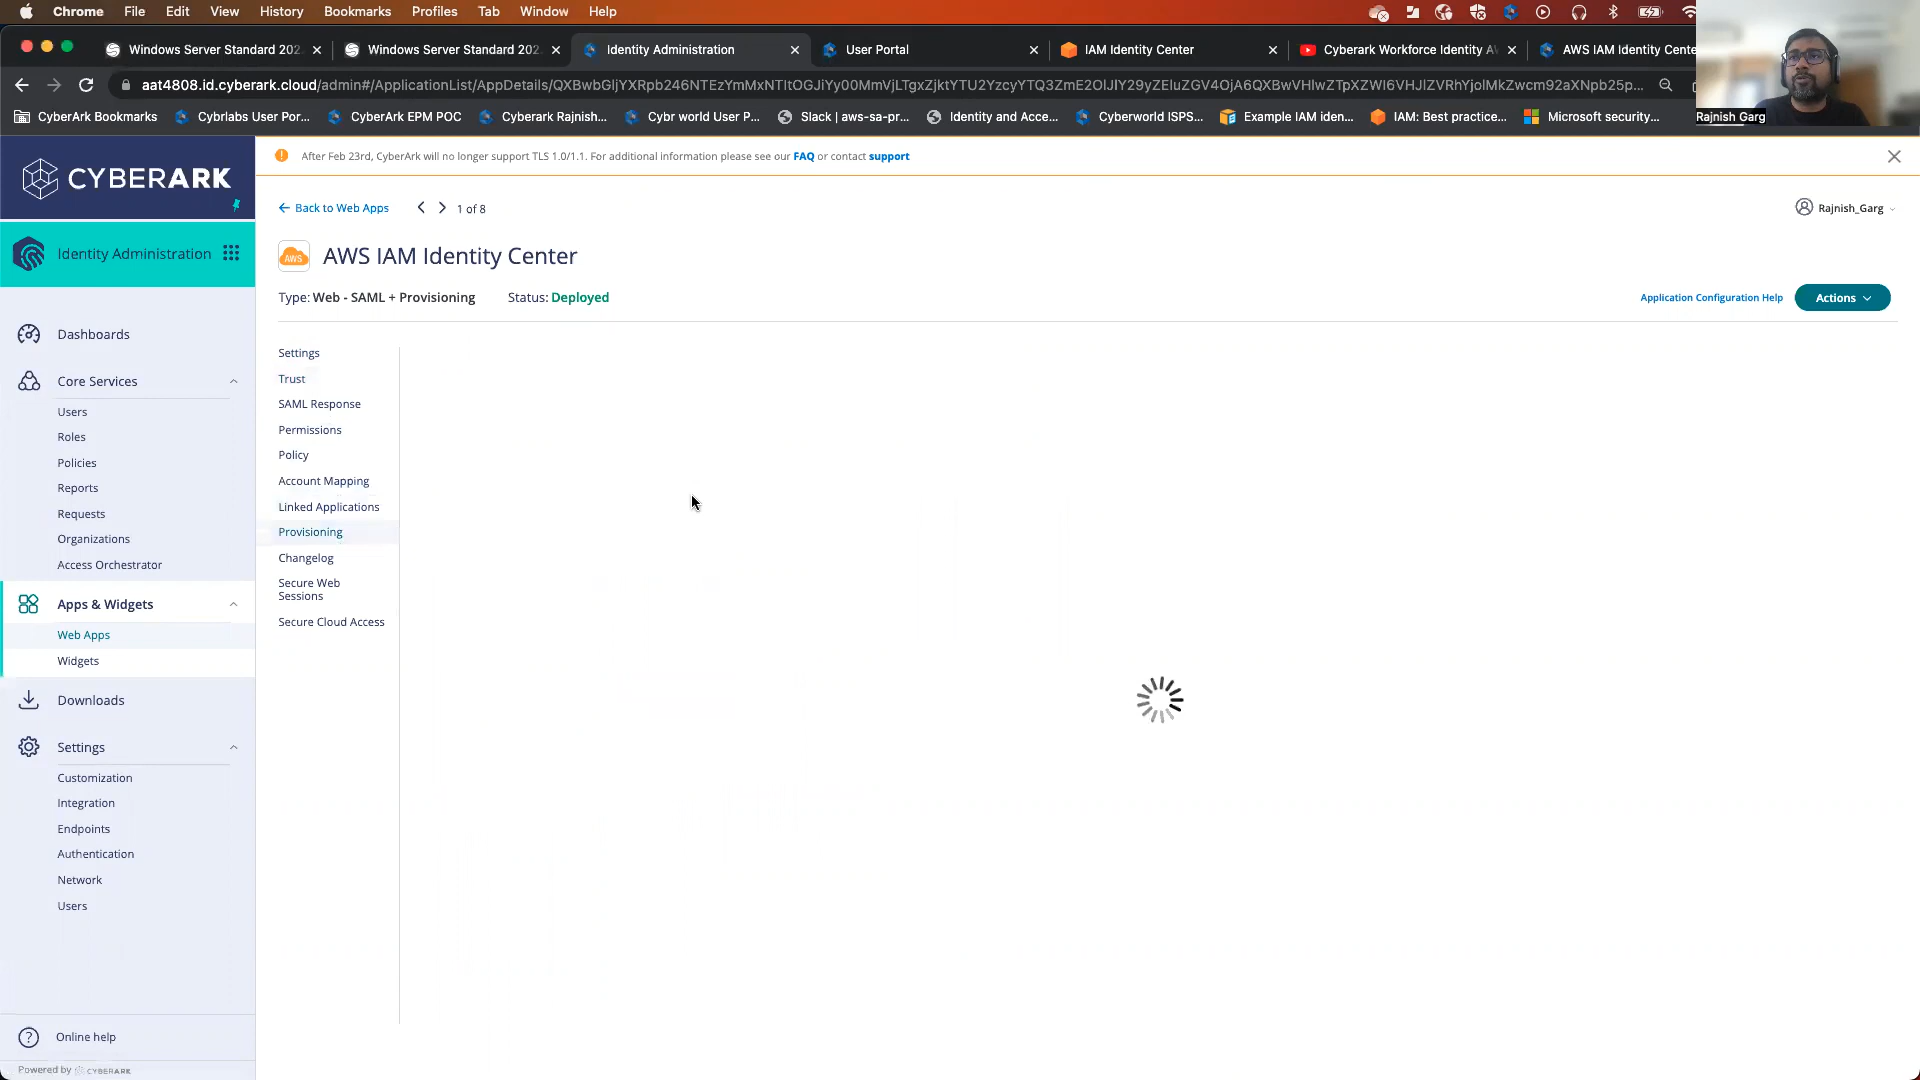 Chrome File Edit View History Bookmarks Profiles Tab Window Help
Windows Server Standard 202
Windows Server Standard 202
Identity Administration
User Portal
IAM Identity Center
Cyberark Workforce Identity A
AWS IAM Identity Cente
aat4808.id.cyberark.cloud/admin#/ApplicationList/AppDetails/
CyberArk Bookmarks
Cybrlabs User Por...
CyberArk EPM POC
Cyberark Rajnish...
Cybr world User P...
Slack | aws-sa-pr...
Identity and Acce...
Cyberworld ISPS...
Example IAM iden...
IAM: Best practice...
Microsoft security...
Rajnish Garg
CYBERARK
Identity Administration
Dashboards
Core Services
Users
Roles
Policies
Reports
Requests
Organizations
Access Orchestrator
Apps & Widgets
Web Apps
Widgets
Downloads
Settings
Customization
Integration
Endpoints
Authentication
Network
Users
Online help
Powered by CYBERARK
After Feb 23rd, CyberArk will no longer support TLS 1.0/1.1. For additional information please see our FAQ or contact support
Back to Web Apps
1 of 8
Rajnish_Garg
AWS
AWS IAM Identity Center
Type: Web - SAML + Provisioning Status: Deployed
Application Configuration Help
Actions
Settings
Trust
SAML Response
Permissions
Policy
Account Mapping
Linked Applications
Provisioning
Changelog
Secure Web
Sessions
Secure Cloud Access